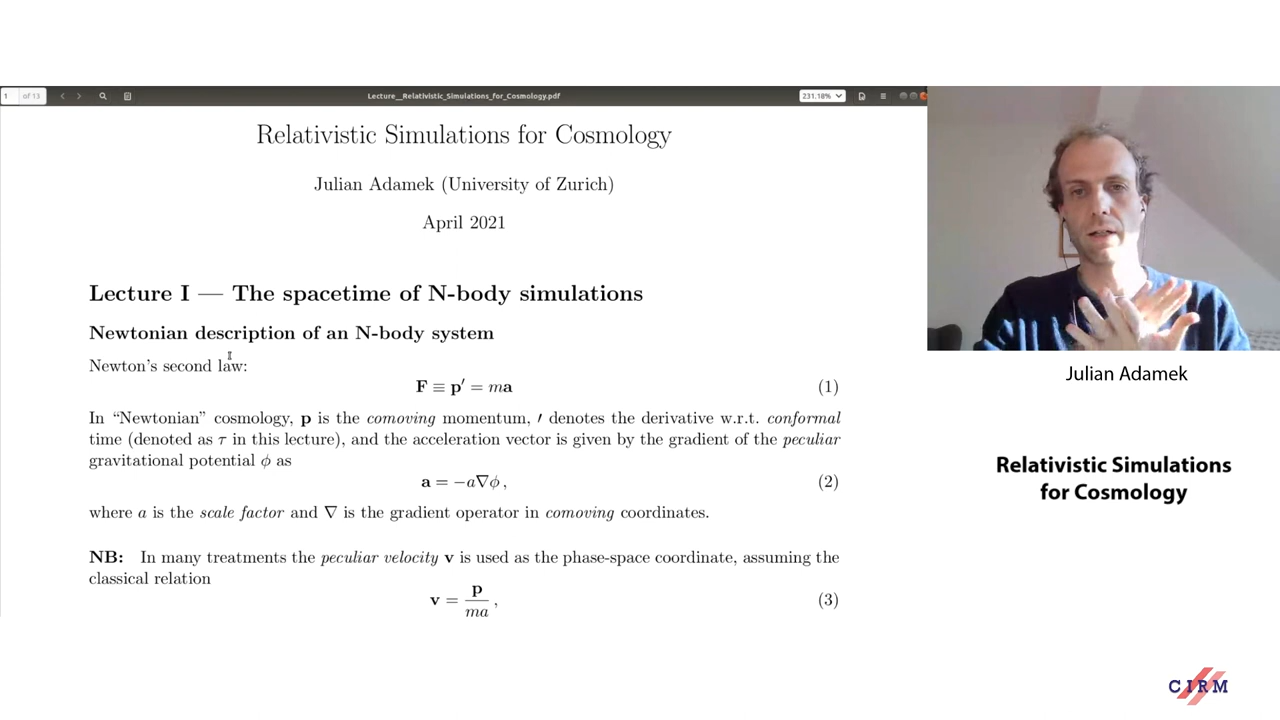 1 of 13
Lecture__Relativistic_Simulations_for_Cosmology.pdf
231.18%
Relativistic Simulations for Cosmology
Julian Adamek (University of Zurich)
April 2021
Lecture I — The spacetime of N-body simulations
Newtonian description of an N-body system
Newton's second law:
F ≡ p′ = ma (1)
In “Newtonian” cosmology, p is the comoving momentum, ′ denotes the derivative w.r.t. conformal
time (denoted as τ in this lecture), and the acceleration vector is given by the gradient of the peculiar
gravitational potential ϕ as
a = −a∇ϕ , (2)
where a is the scale factor and ∇ is the gradient operator in comoving coordinates.
NB: In many treatments the peculiar velocity v is used as the phase-space coordinate, assuming the
classical relation
v = p/ma , (3)
Julian Adamek
Relativistic Simulations
for Cosmology
CIRM